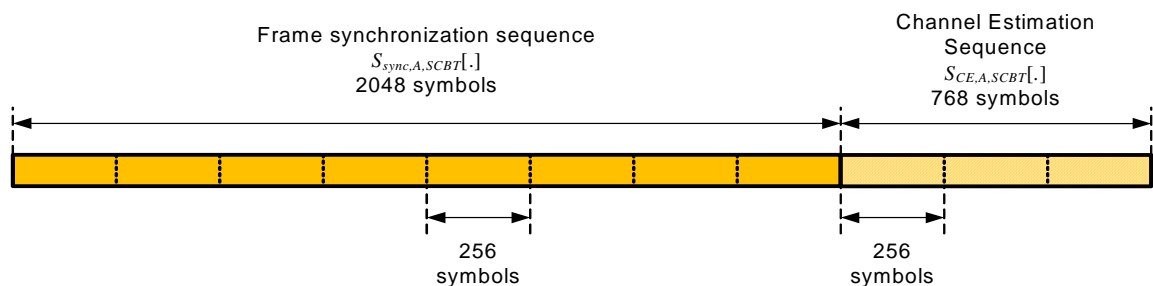 Frame synchronization sequence
S_sync,A,SCBT[.]
2048 symbols
Channel Estimation
Sequence
S_CE,A,SCBT[.]
768 symbols
256
symbols
256
symbols